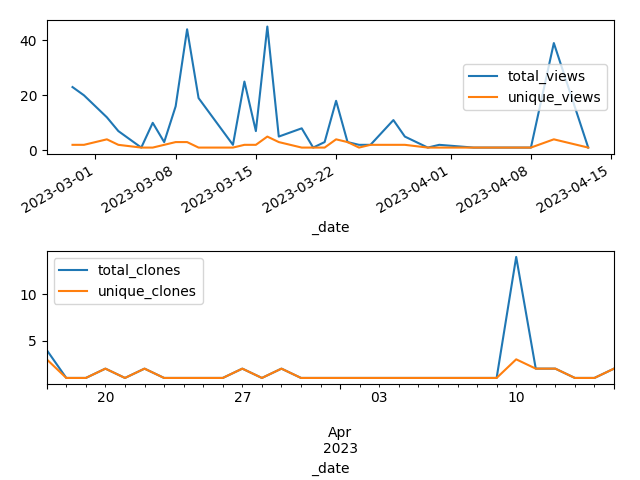 40
20
0
total_views
unique_views
2023-03-01
2023-03-08
2023-03-15
2023-03-22
2023-04-01
2023-04-08
2023-04-15
_date
10
5
total_clones
unique_clones
20
27
03
10
Apr
2023
_date